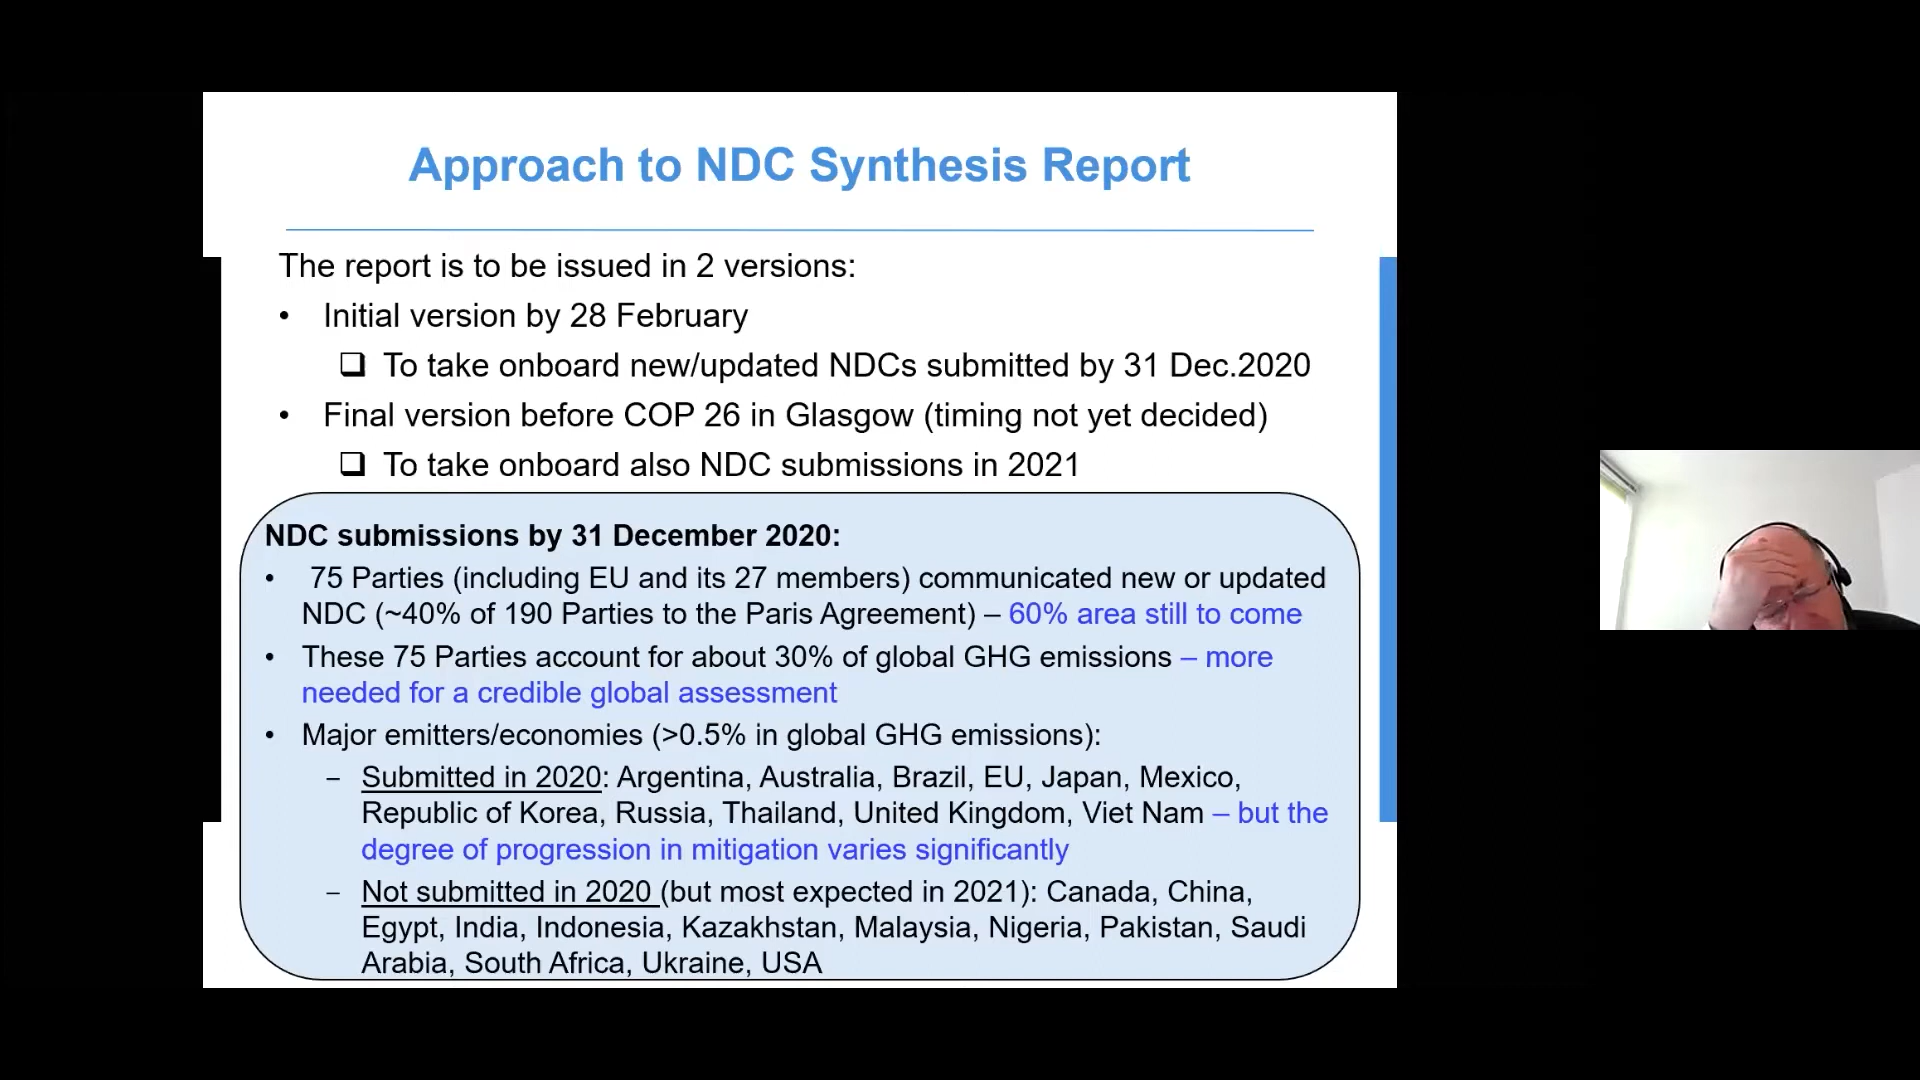 Approach to NDC Synthesis Report
The report is to be issued in 2 versions:
• Initial version by 28 February
❑ To take onboard new/updated NDCs submitted by 31 Dec.2020
• Final version before COP 26 in Glasgow (timing not yet decided)
❑ To take onboard also NDC submissions in 2021
NDC submissions by 31 December 2020:
• 75 Parties (including EU and its 27 members) communicated new or updated
NDC (~40% of 190 Parties to the Paris Agreement) – 60% area still to come
• These 75 Parties account for about 30% of global GHG emissions – more
needed for a credible global assessment
• Major emitters/economies (>0.5% in global GHG emissions):
– Submitted in 2020: Argentina, Australia, Brazil, EU, Japan, Mexico,
Republic of Korea, Russia, Thailand, United Kingdom, Viet Nam – but the
degree of progression in mitigation varies significantly
– Not submitted in 2020 (but most expected in 2021): Canada, China,
Egypt, India, Indonesia, Kazakhstan, Malaysia, Nigeria, Pakistan, Saudi
Arabia, South Africa, Ukraine, USA